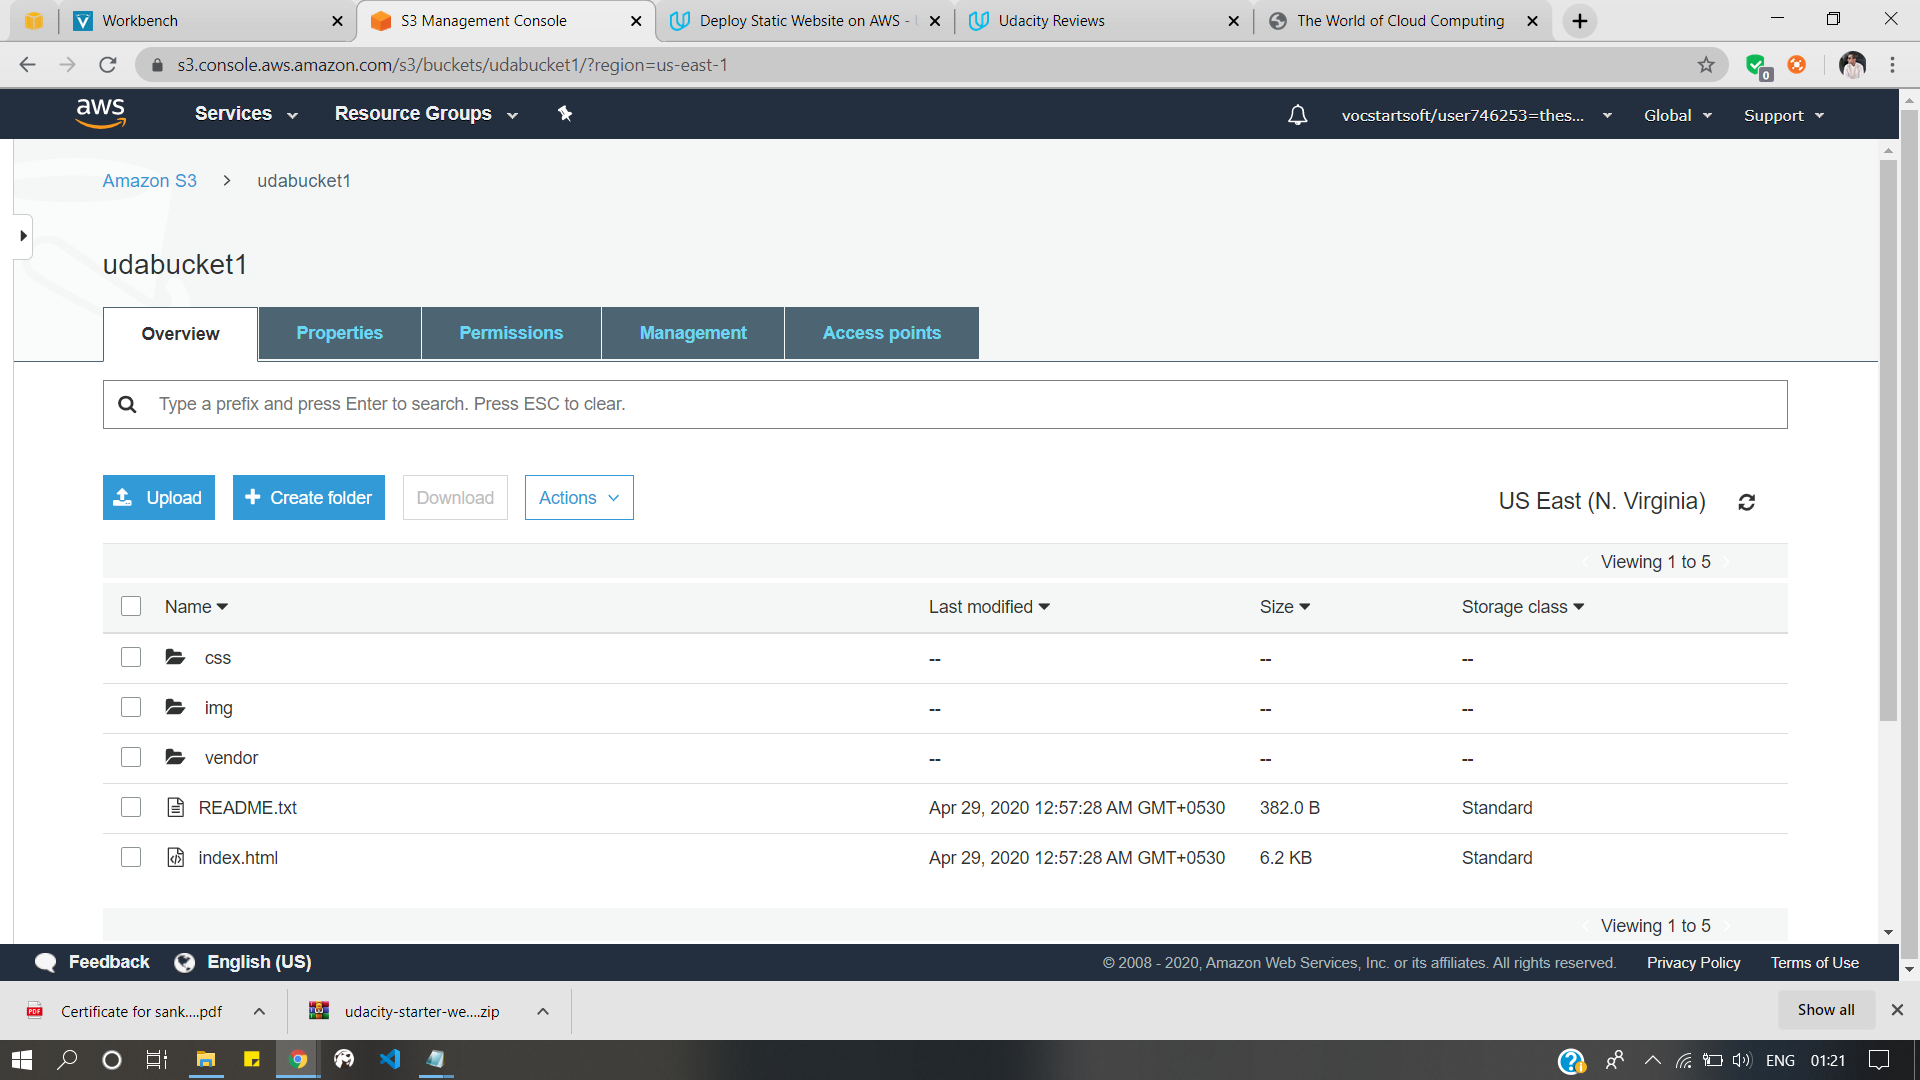 Workbench
S3 Management Console
Deploy Static Website on AWS -
Udacity Reviews
The World of Cloud Computing
s3.console.aws.amazon.com/s3/buckets/udabucket1/?region=us-east-1
0
aws
Services
Resource Groups
vocstartsoft/user746253=thes...
Global
Support
Amazon S3
udabucket1
udabucket1
Overview
Properties
Permissions
Management
Access points
Type a prefix and press Enter to search. Press ESC to clear.
Upload
Create folder
Download
Actions
US East (N. Virginia)
Viewing 1 to 5
Name Last modified Size Storage class
css -- -- --
img -- -- --
vendor -- -- --
README.txt Apr 29, 2020 12:57:28 AM GMT+0530 382.0 B Standard
index.html Apr 29, 2020 12:57:28 AM GMT+0530 6.2 KB Standard
Viewing 1 to 5
Feedback
English (US)
© 2008 - 2020, Amazon Web Services, Inc. or its affiliates. All rights reserved.
Privacy Policy
Terms of Use
PDF
Certificate for sank....pdf
udacity-starter-we....zip
Show all
ENG
01:21